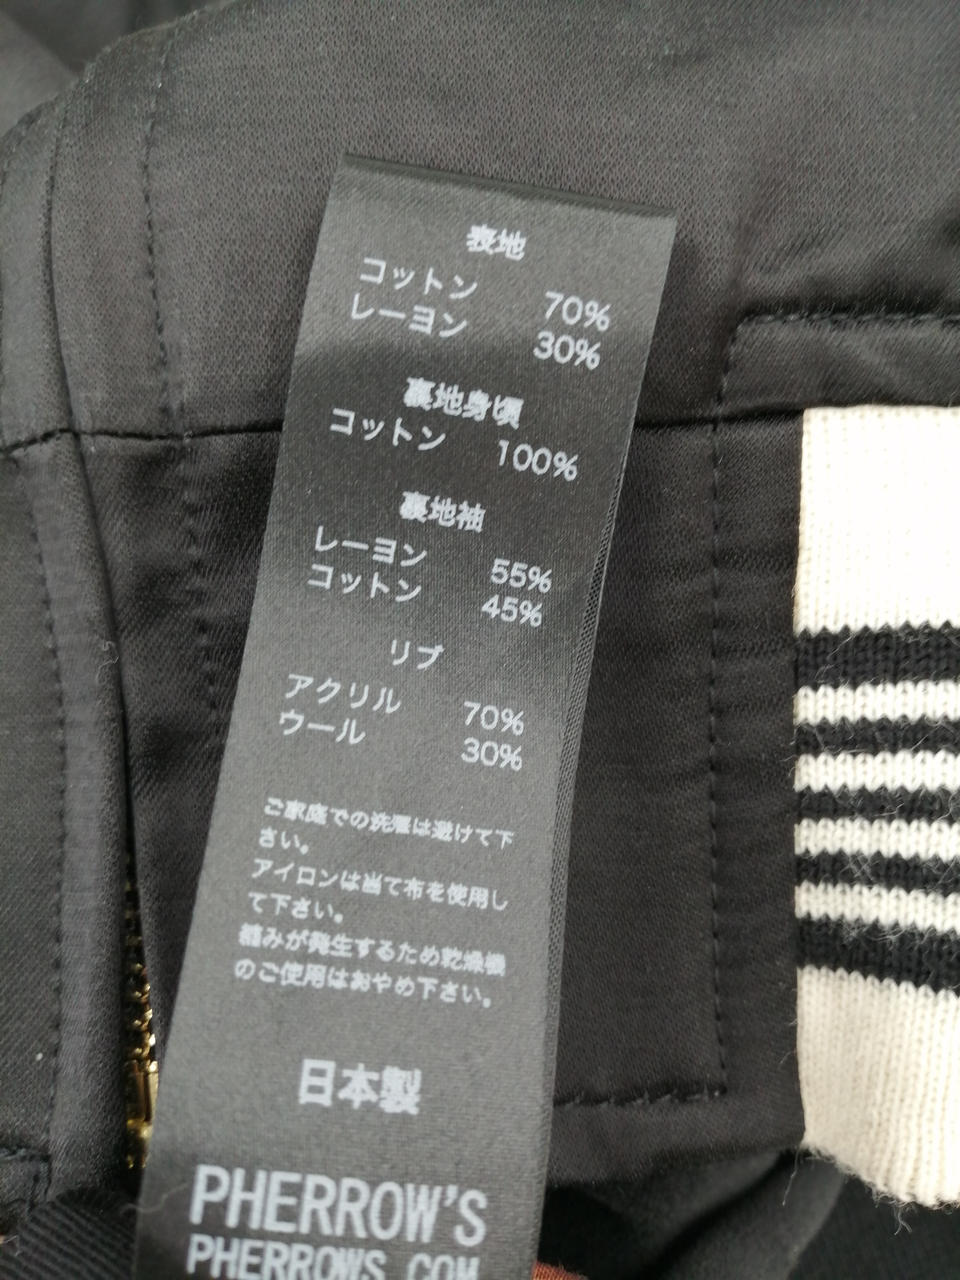 表地
コットン 70%
レーヨン 30%
裏地身頃
コットン 100%
裏地袖
レーヨン 55%
コットン 45%
リブ
アクリル 70%
ウール 30%
ご家庭での洗濯は避けて下
さい。
アイロンは当て布を使用し
て下さい。
縮みが発生するため乾燥機
のご使用はおやめ下さい。
日本製
PHERROW'S
PHERROWS.COM